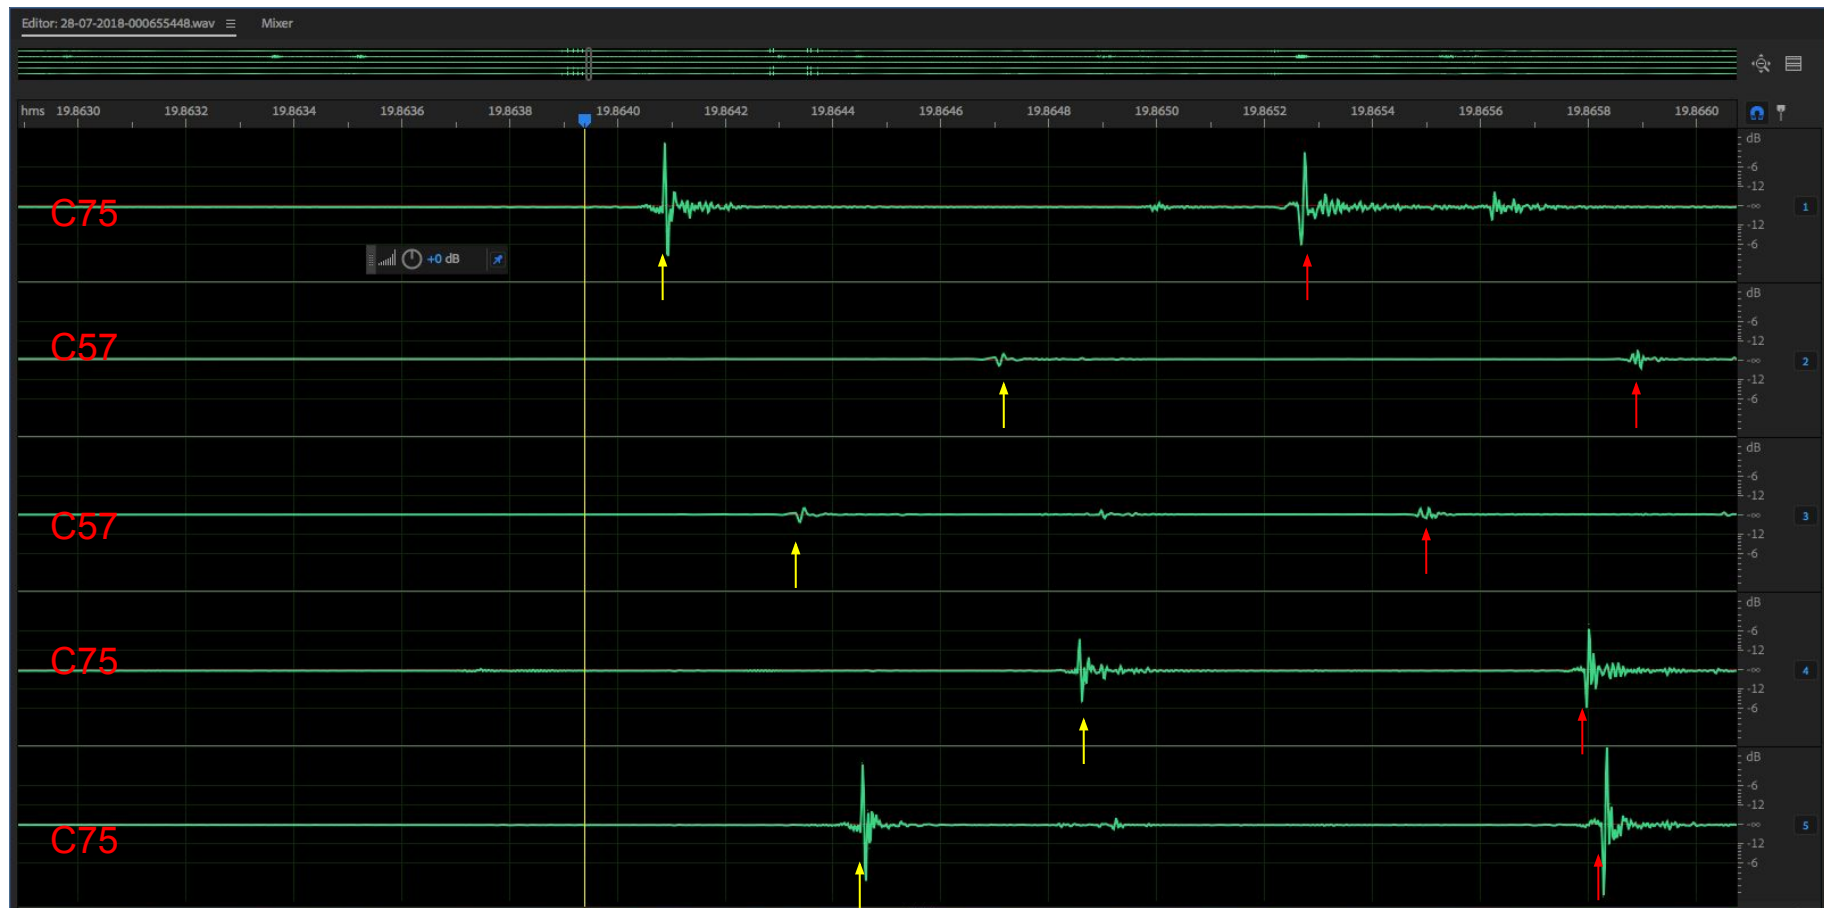 Editor: 28-07-2018-000655448.wav ☰ Mixer
hms 19.8630 19.8632 19.8634 19.8636 19.8638 19.8640 19.8642 19.8644 19.8646 19.8648 19.8650 19.8652 19.8654 19.8656 19.8658 19.8660
dB
-6
-12
C75
-∞
1
-12
+0 dB
-6
dB
-6
-12
C57
-∞
2
-12
-6
dB
-6
-12
C57
-∞
3
-12
-6
dB
-6
-12
C75
-∞
4
-12
-6
dB
-6
-12
C75
-∞
5
-12
-6